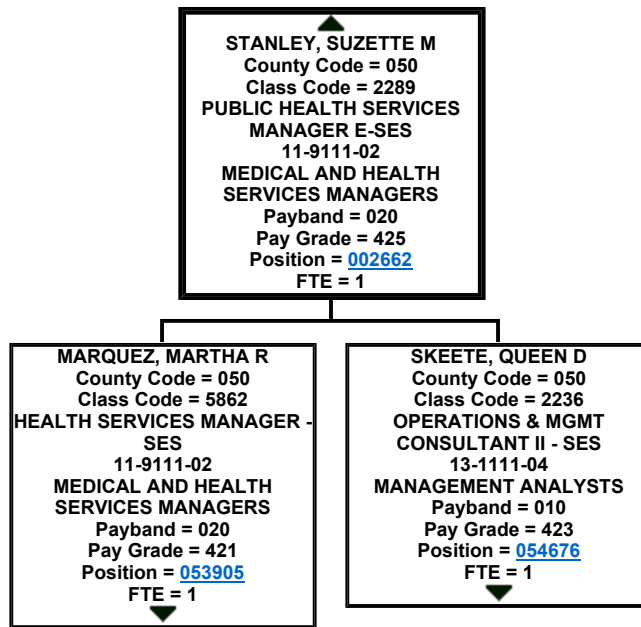 STANLEY, SUZETTE M
County Code = 050
Class Code = 2289
PUBLIC HEALTH SERVICES
MANAGER E-SES
11-9111-02
MEDICAL AND HEALTH
SERVICES MANAGERS
Payband = 020
Pay Grade = 425
Position = 002662
FTE = 1
MARQUEZ, MARTHA R
County Code = 050
Class Code = 5862
HEALTH SERVICES MANAGER -
SES
11-9111-02
MEDICAL AND HEALTH
SERVICES MANAGERS
Payband = 020
Pay Grade = 421
Position = 053905
FTE = 1
SKEETE, QUEEN D
County Code = 050
Class Code = 2236
OPERATIONS & MGMT
CONSULTANT II - SES
13-1111-04
MANAGEMENT ANALYSTS
Payband = 010
Pay Grade = 423
Position = 054676
FTE = 1